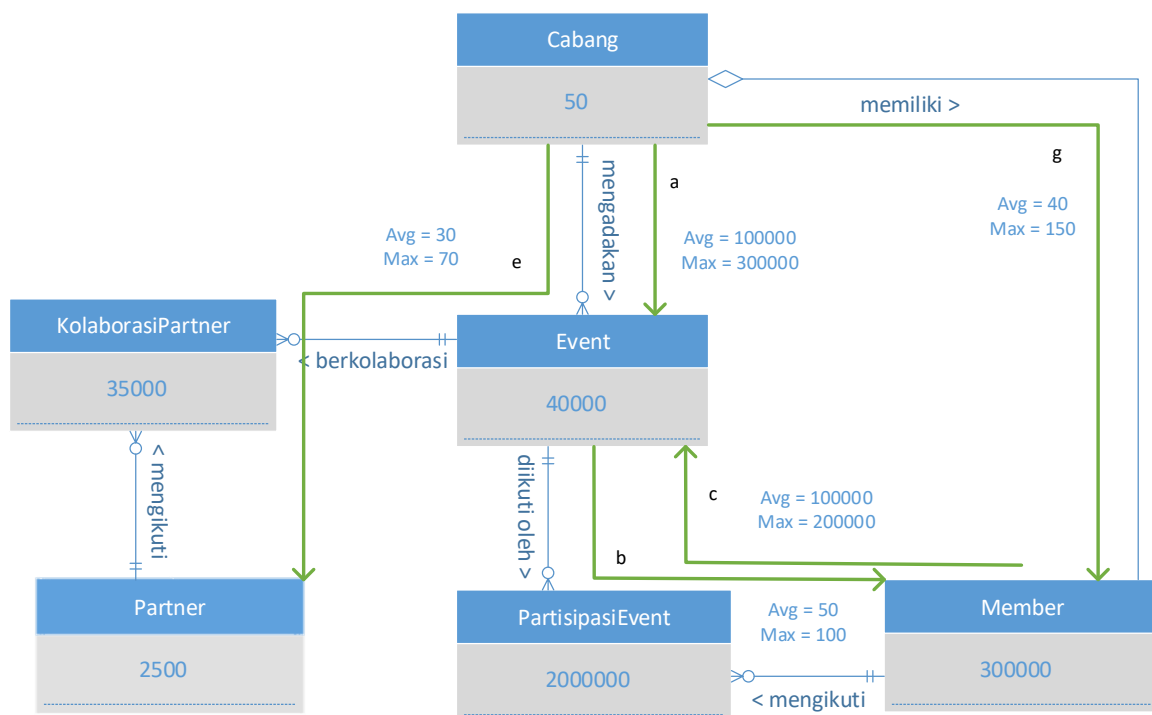 Cabang
50
memiliki >
g
Avg = 40
Max = 150
mengadakan >
a
Avg = 100000
Max = 300000
Avg = 30
Max = 70
e
KolaborasiPartner
35000
< berkolaborasi
Event
40000
< mengikuti
diikuti oleh >
c
Avg = 100000
Max = 200000
b
Partner
2500
PartisipasiEvent
2000000
Avg = 50
Max = 100
< mengikuti
Member
300000